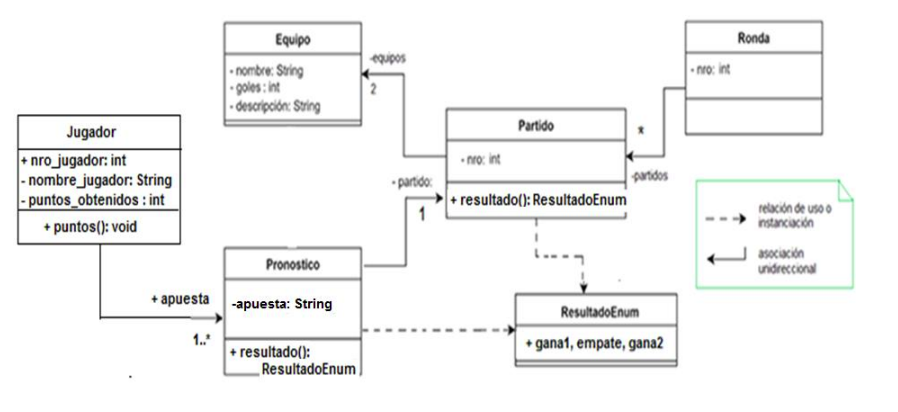 Equipo
- nombre: String
- goles : int
- descripción: String
-equipos
2
Ronda
- nro: int
Partido
- nro: int
+ resultado(): ResultadoEnum
*
-partidos
Jugador
+ nro_jugador: int
- nombre_jugador: String
- puntos_obtenidos : int
+ puntos(): void
- partido:
1
relación de uso o
instanciación
asociación
unidireccional
Pronostico
-apuesta: String
+ resultado():
ResultadoEnum
+ apuesta
1..*
ResultadoEnum
+ gana1, empate, gana2